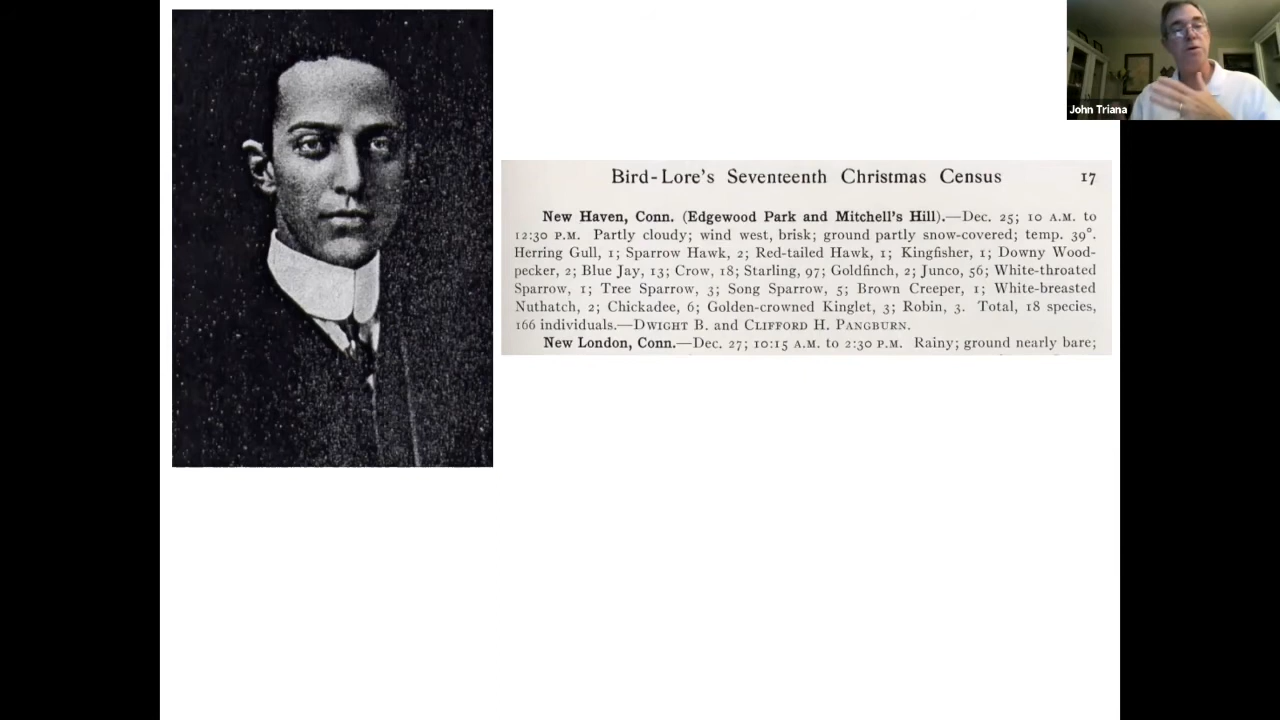 John Triana
Bird-Lore's Seventeenth Christmas Census 17
New Haven, Conn. (Edgewood Park and Mitchell's Hill).—Dec. 25; 10 A.M. to
12:30 P.M. Partly cloudy; wind west, brisk; ground partly snow-covered; temp. 39°.
Herring Gull, 1; Sparrow Hawk, 2; Red-tailed Hawk, 1; Kingfisher, 1; Downy Wood-
pecker, 2; Blue Jay, 13; Crow, 18; Starling, 97; Goldfinch, 2; Junco, 56; White-throated
Sparrow, 1; Tree Sparrow, 3; Song Sparrow, 5; Brown Creeper, 1; White-breasted
Nuthatch, 2; Chickadee, 6; Golden-crowned Kinglet, 3; Robin, 3. Total, 18 species,
166 individuals.—DWIGHT B. and CLIFFORD H. PANGBURN.
New London, Conn.—Dec. 27; 10:15 A.M. to 2:30 P.M. Rainy; ground nearly bare;